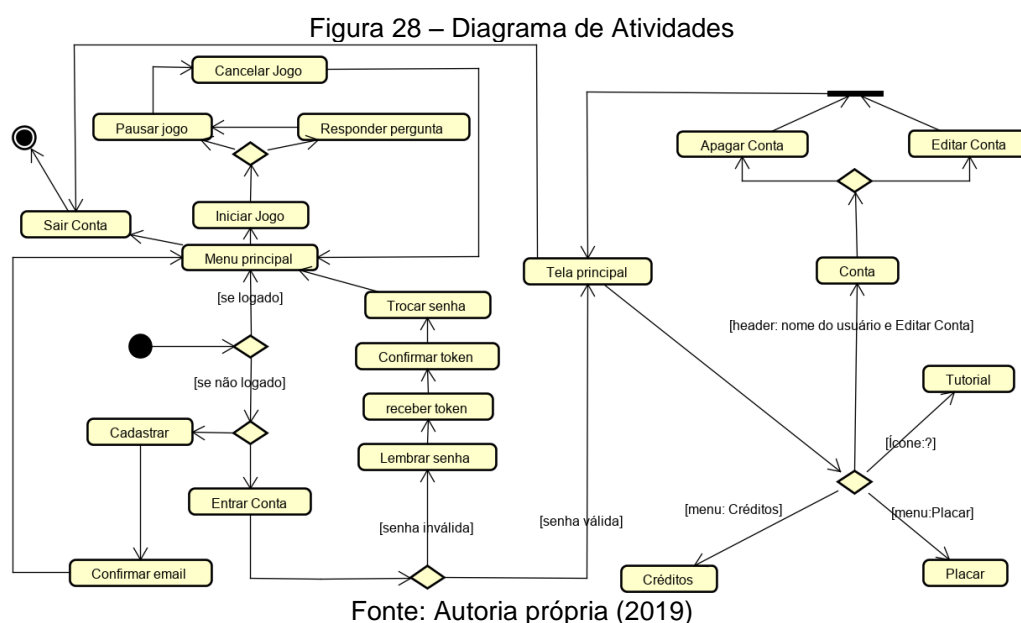 Figura 28 – Diagrama de Atividades
Cancelar Jogo
Pausar jogo
Responder pergunta
Apagar Conta
Editar Conta
Sair Conta
Iniciar Jogo
Menu principal
Tela principal
Conta
[se logado]
Trocar senha
[header: nome do usuário e Editar Conta]
Confirmar token
[se não logado]
Tutorial
receber token
Cadastrar
[Ícone:?]
Lembrar senha
Entrar Conta
[menu: Créditos]
[menu:Placar]
[senha inválida]
[senha válida]
Confirmar email
Créditos
Placar
Fonte: Autoria própria (2019)